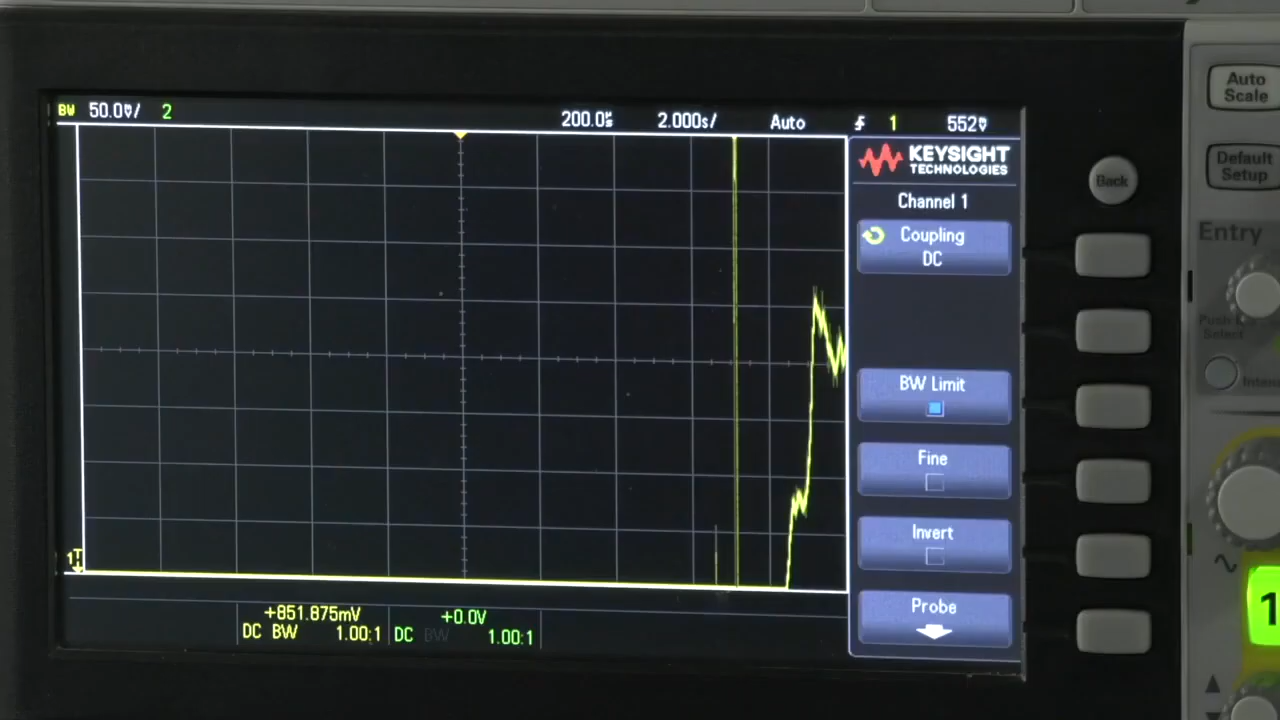 BW 50.0V/ 2 200.0s 2.000s/ Auto 1 552V
KEYSIGHT
TECHNOLOGIES
Channel 1
Coupling
DC
BW Limit
Fine
Invert
Probe
+851.875mV +0.0V
DC BW 1.00:1 DC BW 1.00:1
Back
Auto
Scale
Default
Setup
Entry
Select
1